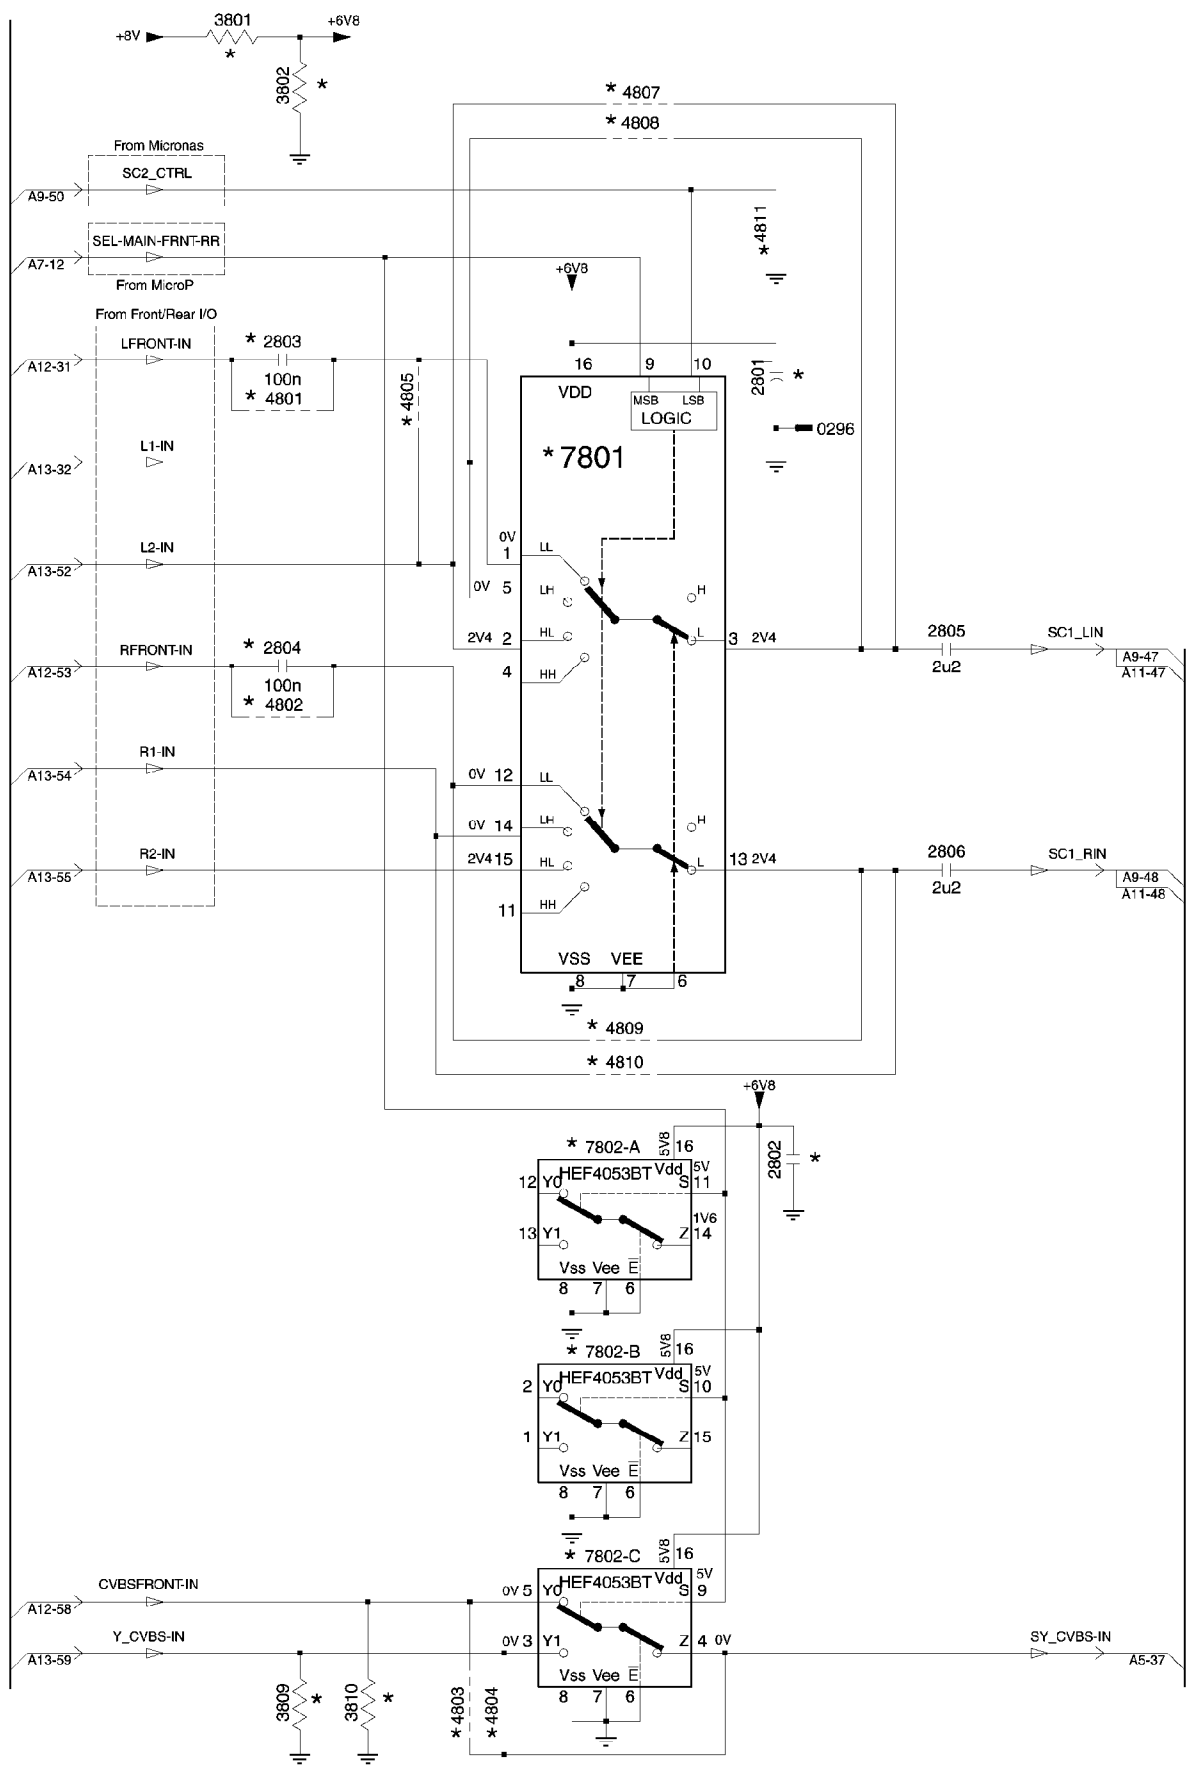 3801
+8V
+6V8
*
3802
*
* 4807
* 4808
From Micronas
SC2_CTRL
A9-50
*4811
SEL-MAIN-FRNT-RR
A7-12
From MicroP
+6V8
From Front/Rear I/O
LFRONT-IN
A12-31
* 2803
100n
* 4801
*4805
16
9
10
VDD
MSB
LSB
LOGIC
2801
*
0296
L1-IN
A13-32
*7801
0V
1
LL
L2-IN
A13-52
0V
5
LH
H
2V4
2
HL
L
3
2V4
4
HH
2805
2u2
SC1_LIN
A9-47
A11-47
RFRONT-IN
A12-53
* 2804
100n
* 4802
R1-IN
A13-54
0V 12
LL
0V 14
LH
H
R2-IN
A13-55
2V4 15
HL
L
13 2V4
11
HH
2806
2u2
SC1_RIN
A9-48
A11-48
VSS
VEE
8
7
6
* 4809
* 4810
+6V8
* 7802-A
5V8
16
2802
*
HEF4053BT
Vdd
5V
12
Y0
S
11
1V6
13
Y1
Z
14
Vss Vee E
8
7
6
* 7802-B
5V8
16
HEF4053BT
Vdd
5V
2
Y0
S
10
1
Y1
Z
15
Vss Vee E
8
7
6
* 7802-C
5V8
16
HEF4053BT
Vdd
5V
CVBSFRONT-IN
A12-58
0V 5
Y0
S
9
Y_CVBS-IN
A13-59
0V 3
Y1
Z
4
0V
SY_CVBS-IN
A5-37
Vss Vee E
8
7
6
3809
*
3810
*
*4803
*4804